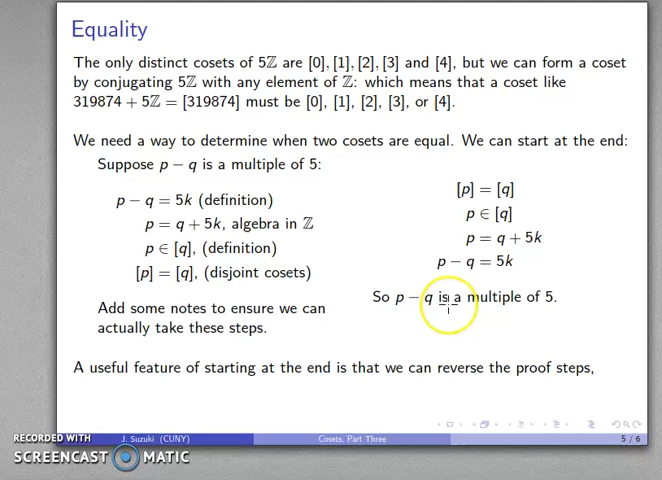 Equality
The only distinct cosets of 5ℤ are [0], [1], [2], [3] and [4], but we can form a coset
by conjugating 5ℤ with any element of ℤ: which means that a coset like
319874 + 5ℤ = [319874] must be [0], [1], [2], [3], or [4].
We need a way to determine when two cosets are equal. We can start at the end:
Suppose p − q is a multiple of 5:
p − q = 5k (definition)
p = q + 5k, algebra in ℤ
p ∈ [q], (definition)
[p] = [q], (disjoint cosets)
Add some notes to ensure we can
actually take these steps.
[p] = [q]
p ∈ [q]
p = q + 5k
p − q = 5k
So p − q is a multiple of 5.
A useful feature of starting at the end is that we can reverse the proof steps,
J. Suzuki (CUNY) Cosets, Part Three 5 / 6
RECORDED WITH
SCREENCAST MATIC